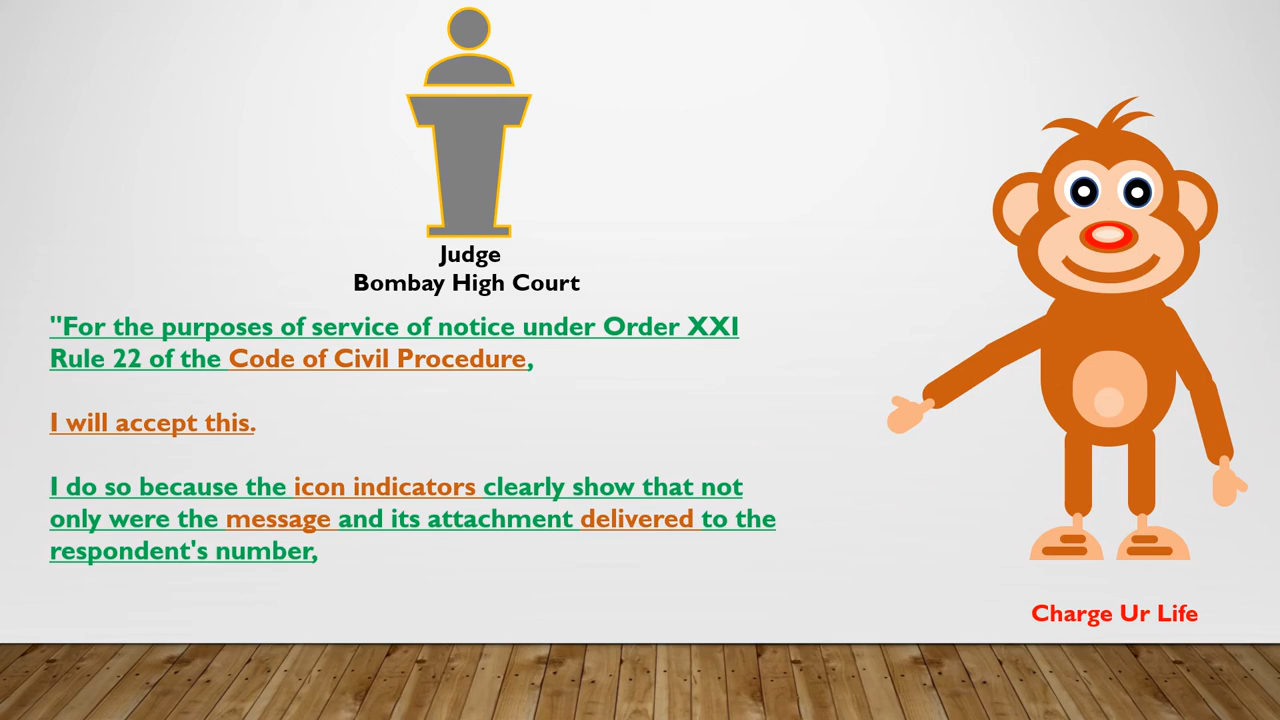 Judge
Bombay High Court
"For the purposes of service of notice under Order XXI
Rule 22 of the Code of Civil Procedure,
I will accept this.
I do so because the icon indicators clearly show that not
only were the message and its attachment delivered to the
respondent's number,
Charge Ur Life